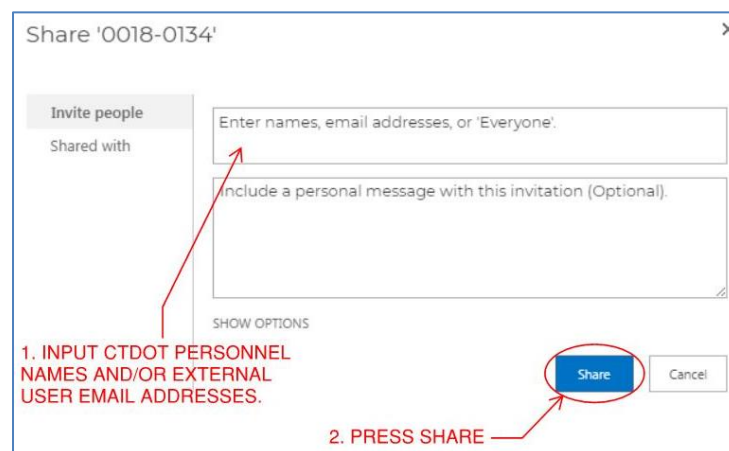 Share '0018-0134'
×
Invite people
Shared with
Enter names, email addresses, or 'Everyone'.
Include a personal message with this invitation (Optional).
SHOW OPTIONS
1. INPUT CTDOT PERSONNEL
NAMES AND/OR EXTERNAL
USER EMAIL ADDRESSES.
Share
Cancel
2. PRESS SHARE